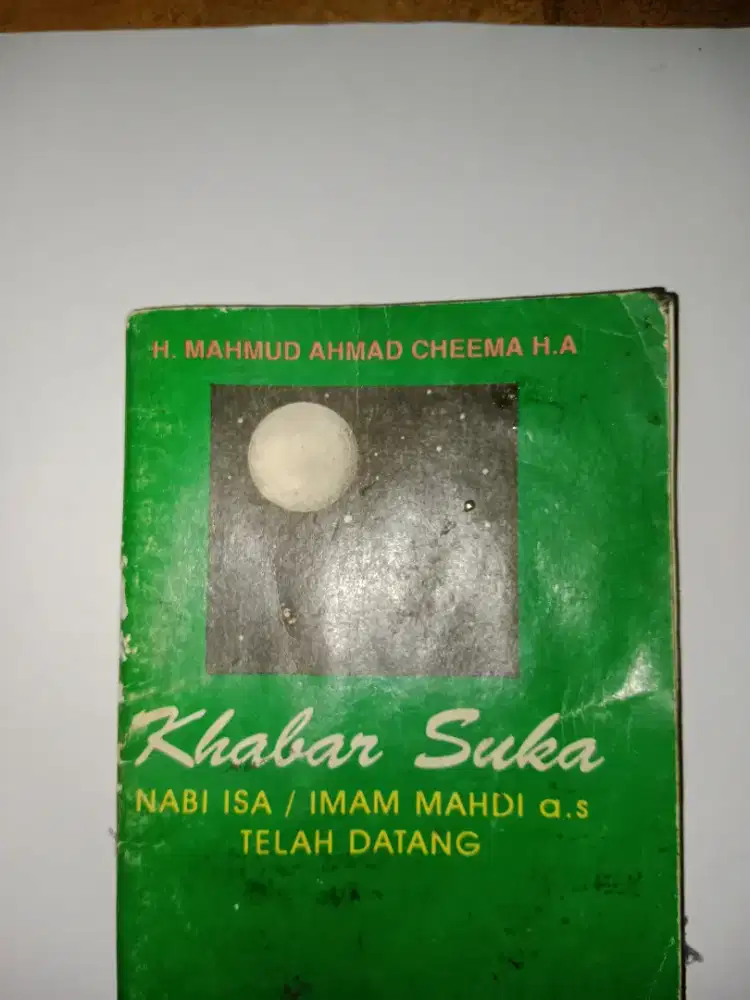 H. MAHMUD AHMAD CHEEMA H.A
Khabar Suka
NABI ISA / IMAM MAHDI a.s
TELAH DATANG